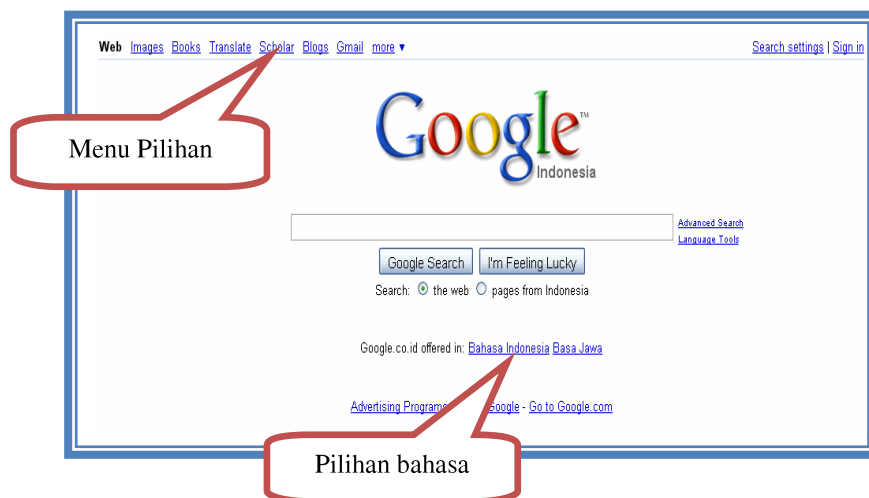 Web Images Books Translate Scholar Blogs Gmail more ▼ Search settings | Sign in
Menu Pilihan
Google™
Indonesia
Advanced Search
Language Tools
Google Search I'm Feeling Lucky
Search: the web pages from Indonesia
Google.co.id offered in: Bahasa Indonesia Basa Jawa
Advertising Programs Google - Go to Google.com
Pilihan bahasa